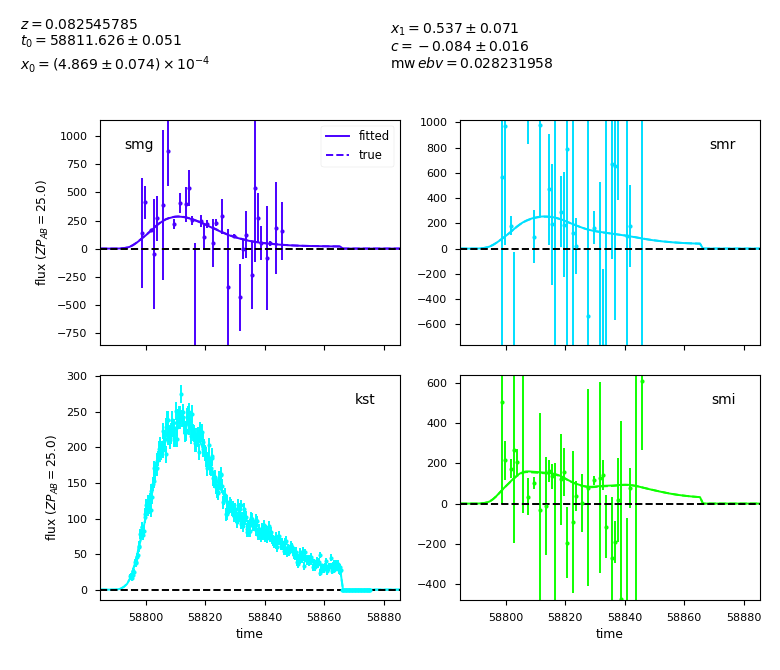 z = 0.082545785
t₀ = 58811.626 ± 0.051
x₀ = (4.869 ± 0.074) × 10⁻⁴
x₁ = 0.537 ± 0.071
c = −0.084 ± 0.016
mw ebv = 0.028231958
smg
fitted
true
1000
750
500
250
0
−250
−500
−750
flux (ZP_AB = 25.0)
smr
1000
800
600
400
200
0
−200
−400
−600
kst
300
250
200
150
100
50
0
flux (ZP_AB = 25.0)
58800 58820 58840 58860 58880
time
smi
600
400
200
0
−200
−400
58800 58820 58840 58860 58880
time